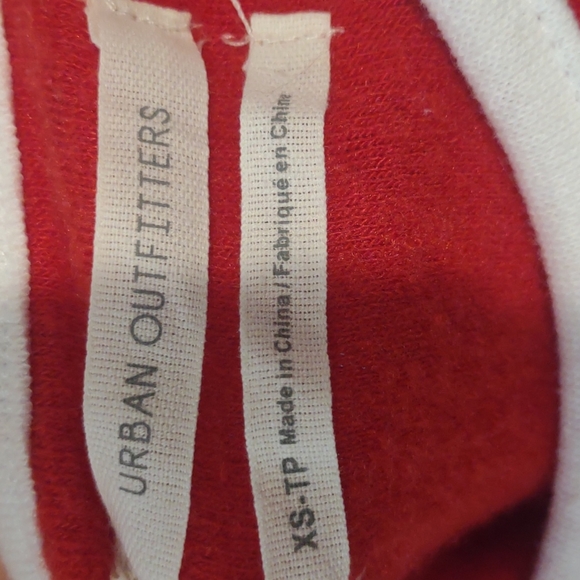 URBAN OUTFITTERS
XS-TP Made in China / Fabriqué en Chine